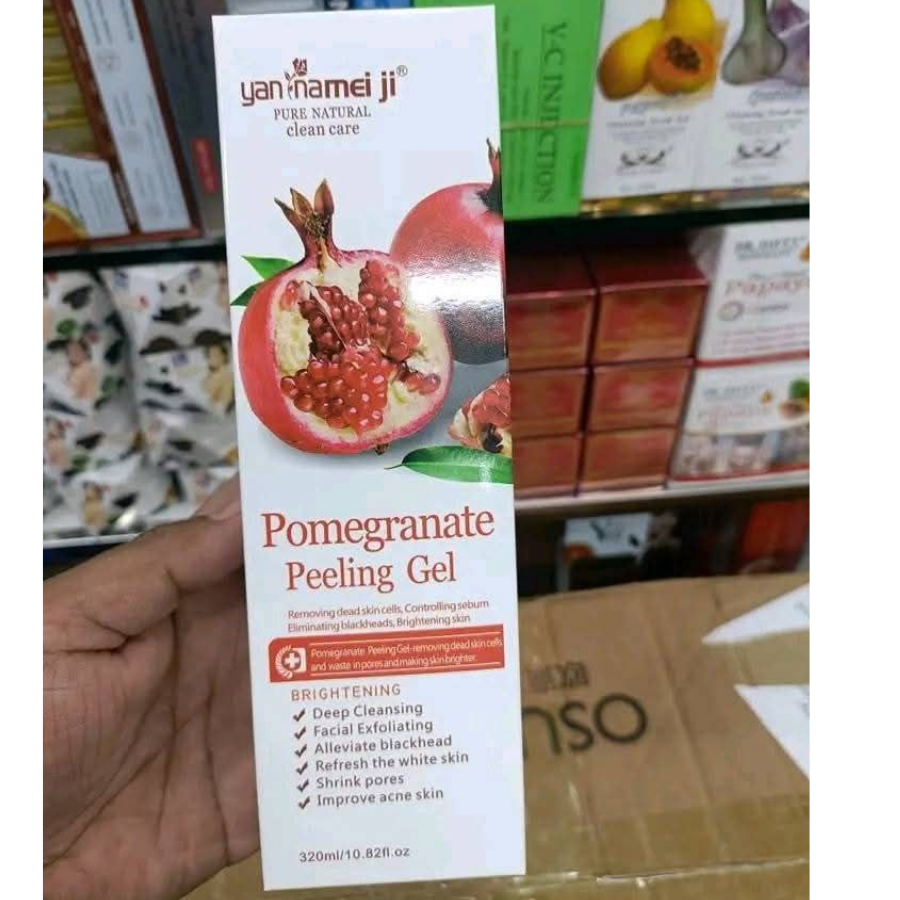 yan namei ji®
PURE NATURAL
clean care
Pomegranate
Peeling Gel
Removing dead skin cells, Controlling sebum
Eliminating blackheads, Brightening skin
Pomegranate Peeling Gel-removing dead skin cells
and waste in pores and making skin brighter.
BRIGHTENING
Deep Cleansing
Facial Exfoliating
Alleviate blackhead
Refresh the white skin
Shrink pores
Improve acne skin
320ml/10.82fl.oz
V-C INJECTION
Papaya
nso